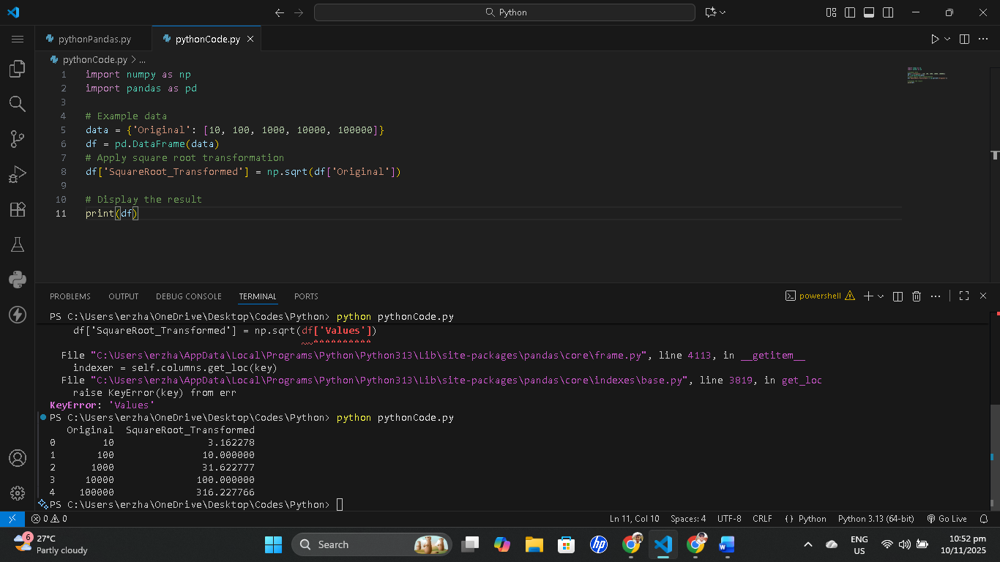 Python
pythonPandas.py
pythonCode.py
pythonCode.py > ...
1 import numpy as np
2 import pandas as pd
3
4 # Example data
5 data = {'Original': [10, 100, 1000, 10000, 100000]}
6 df = pd.DataFrame(data)
7 # Apply square root transformation
8 df['SquareRoot_Transformed'] = np.sqrt(df['Original'])
9
10 # Display the result
11 print(df)
PROBLEMS OUTPUT DEBUG CONSOLE TERMINAL PORTS powershell
PS C:\Users\erzha\OneDrive\Desktop\Codes\Python> python pythonCode.py
df['SquareRoot_Transformed'] = np.sqrt(df['Values'])
~~^^^^^^^^^^
File "C:\Users\erzha\AppData\Local\Programs\Python\Python313\Lib\site-packages\pandas\core\frame.py", line 4113, in __getitem__
indexer = self.columns.get_loc(key)
File "C:\Users\erzha\AppData\Local\Programs\Python\Python313\Lib\site-packages\pandas\core\indexes\base.py", line 3819, in get_loc
raise KeyError(key) from err
KeyError: 'Values'
PS C:\Users\erzha\OneDrive\Desktop\Codes\Python> python pythonCode.py
Original SquareRoot_Transformed
0 10 3.162278
1 100 10.000000
2 1000 31.622777
3 10000 100.000000
4 100000 316.227766
PS C:\Users\erzha\OneDrive\Desktop\Codes\Python>
0 0 Ln 11, Col 10 Spaces: 4 UTF-8 CRLF {} Python Python 3.13 (64-bit) Go Live
6 27°C
Partly cloudy
Search
hp
W
ENG
US
10:52 pm
10/11/2025